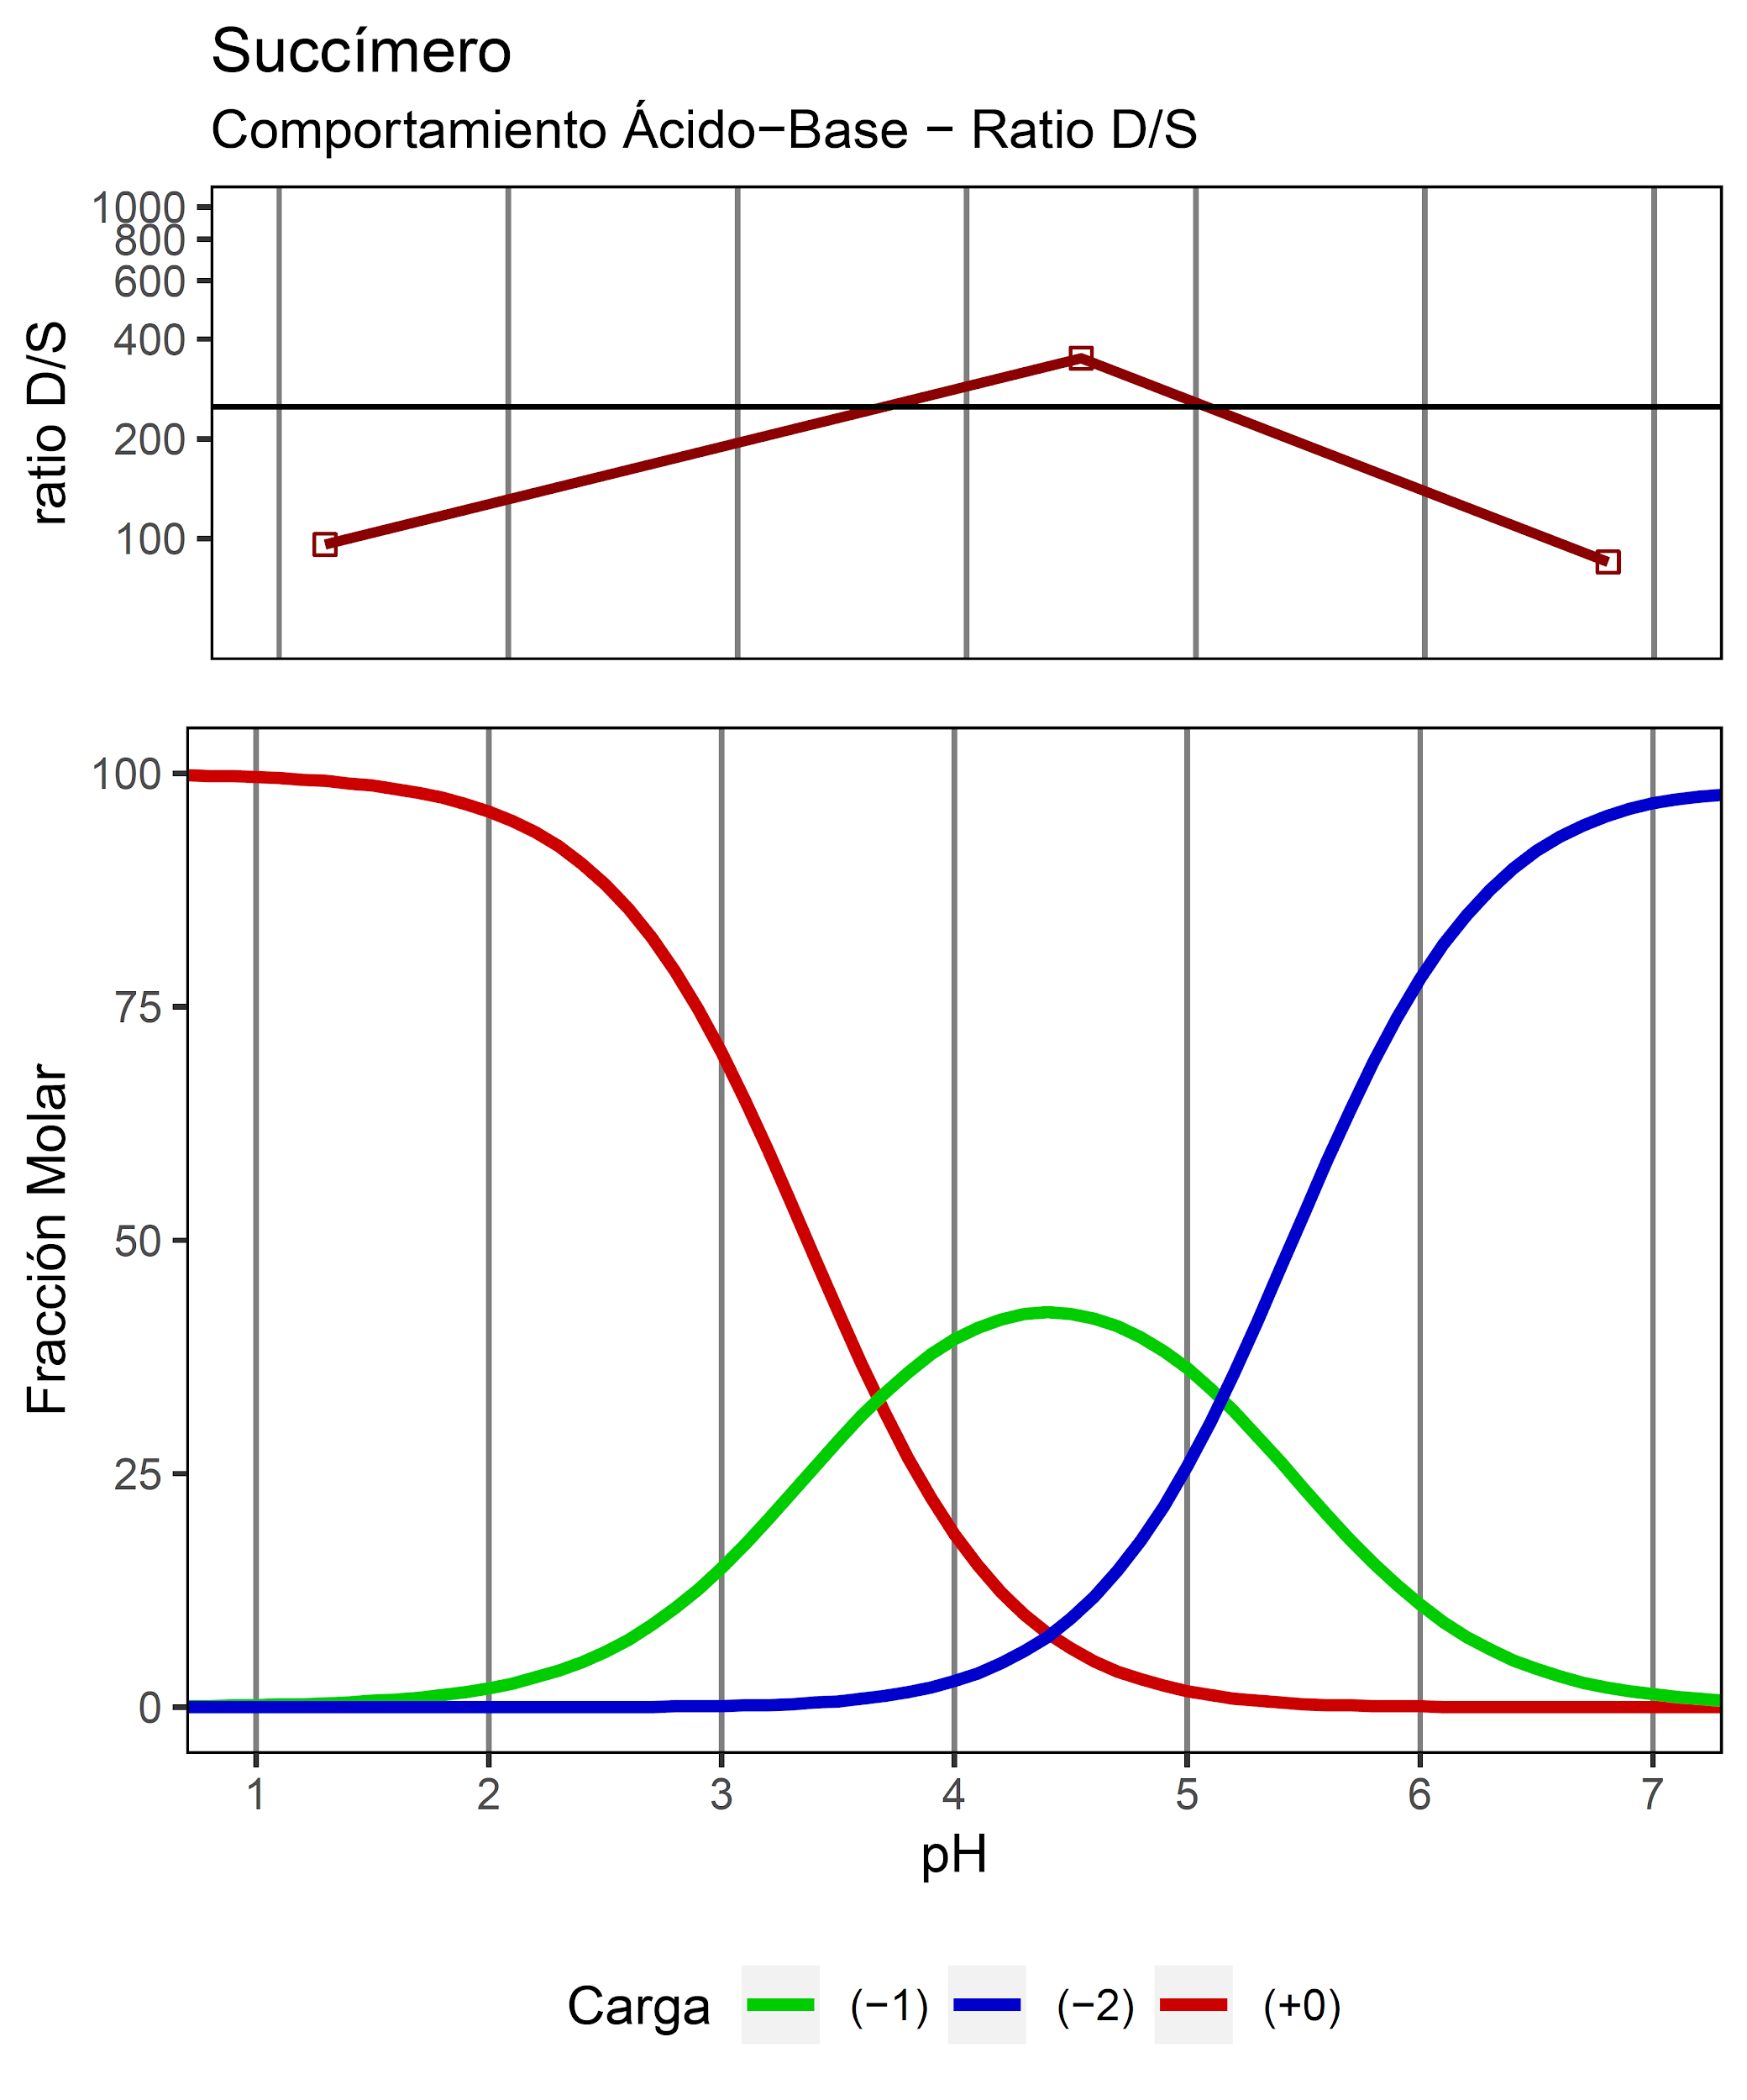 Succímero
Comportamiento Ácido−Base − Ratio D/S
ratio D/S
1000
800
600
400
200
100
Fracción Molar
100
75
50
25
0
1 2 3 4 5 6 7
pH
Carga (−1) (−2) (+0)